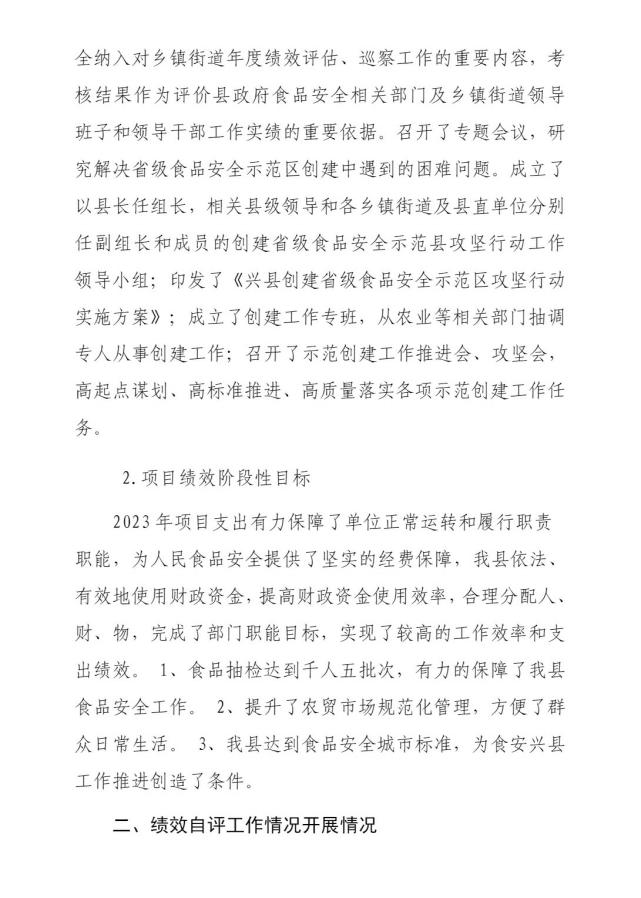 全纳入对乡镇街道年度绩效评估、巡察工作的重要内容，考
核结果作为评价县政府食品安全相关部门及乡镇街道领导
班子和领导干部工作实绩的重要依据。召开了专题会议，研
究解决省级食品安全示范区创建中遇到的困难问题。成立了
以县长任组长，相关县级领导和各乡镇街道及县直单位分别
任副组长和成员的创建省级食品安全示范县攻坚行动工作
领导小组；印发了《兴县创建省级食品安全示范区攻坚行动
实施方案》；成立了创建工作专班，从农业等相关部门抽调
专人从事创建工作；召开了示范创建工作推进会、攻坚会，
高起点谋划、高标准推进、高质量落实各项示范创建工作任
务。
2.项目绩效阶段性目标
2023 年项目支出有力保障了单位正常运转和履行职责
职能，为人民食品安全提供了坚实的经费保障，我县依法、
有效地使用财政资金，提高财政资金使用效率，合理分配人、
财、物，完成了部门职能目标，实现了较高的工作效率和支
出绩效。 1、食品抽检达到千人五批次，有力的保障了我县
食品安全工作。 2、提升了农贸市场规范化管理，方便了群
众日常生活。 3、我县达到食品安全城市标准，为食安兴县
工作推进创造了条件。
二、绩效自评工作情况开展情况